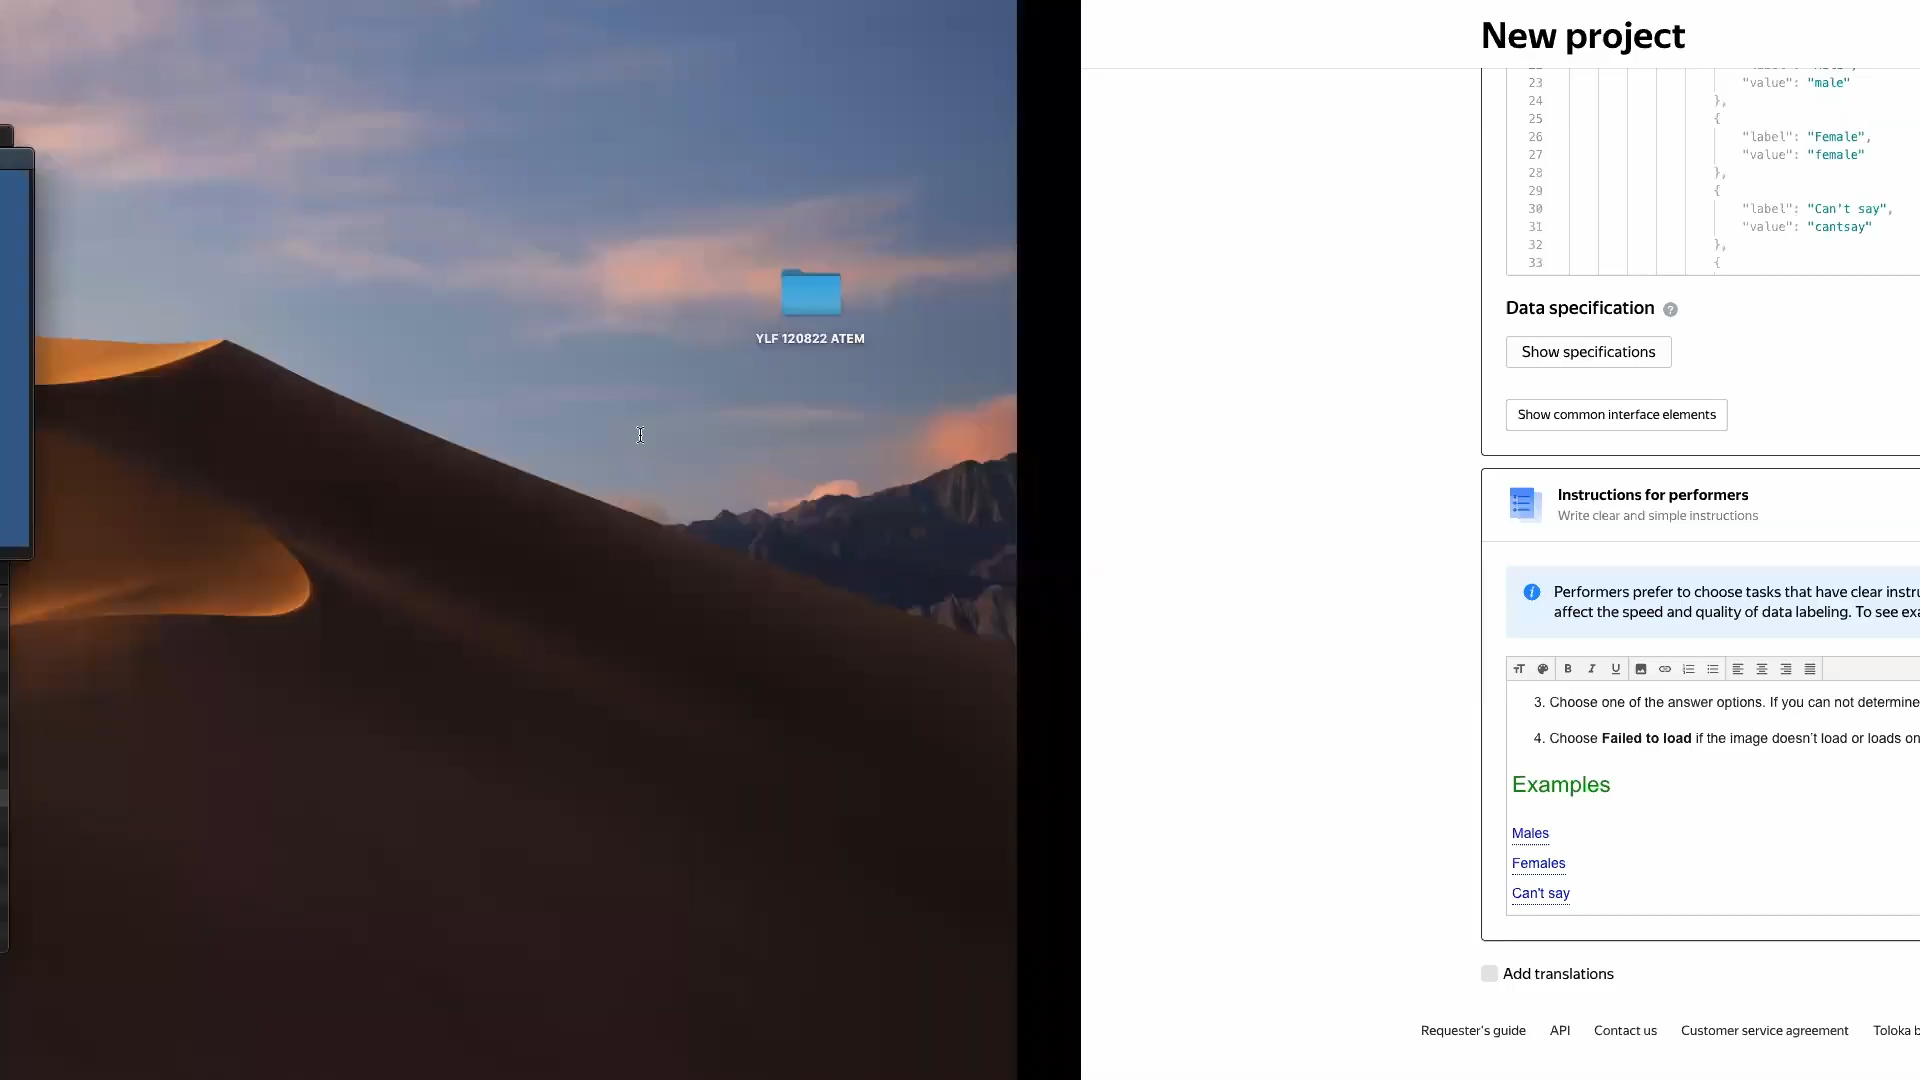 YLF 120822 ATEM
New project
23 "value": "male"
24 },
25 {
26 "label": "Female",
27 "value": "female"
28 },
29 {
30 "label": "Can't say",
31 "value": "cantsay"
32 },
33 {
Data specification ?
Show specifications
Show common interface elements
Instructions for performers
Write clear and simple instructions
Performers prefer to choose tasks that have clear
affect the speed and quality of data labeling. To see
3. Choose one of the answer options. If you can not determine
4. Choose Failed to load if the image doesn't load or loads
Examples
Males
Females
Can't say
Add translations
Requester's guide API Contact us Customer service agreement Toloka